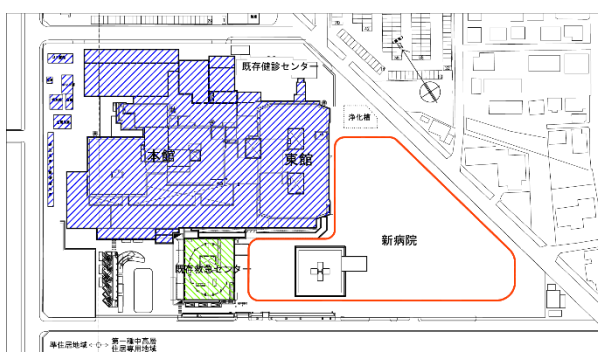 既存健診センター
浄化槽
本館
東館
新病院
既存救急センター
準住居地域
第一種中高層
住居専用地域